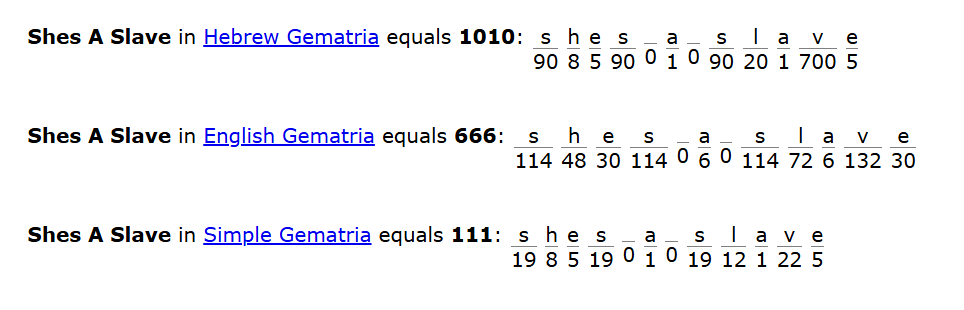 Shes A Slave in Hebrew Gematria equals 1010: s h e s _ a _ s l a v e
90 8 5 90 0 1 0 90 20 1 700 5
Shes A Slave in English Gematria equals 666: s h e s _ a _ s l a v e
114 48 30 114 0 6 0 114 72 6 132 30
Shes A Slave in Simple Gematria equals 111: s h e s _ a _ s l a v e
19 8 5 19 0 1 0 19 12 1 22 5